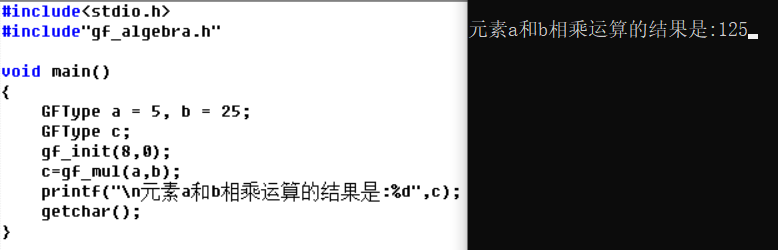 #include<stdio.h>
#include"gf_algebra.h"
void main()
{
GFType a = 5, b = 25;
GFType c;
gf_init(8,0);
c=gf_mul(a,b);
printf("\n元素a和b相乘运算的结果是:%d",c);
getchar();
}
元素a和b相乘运算的结果是:125